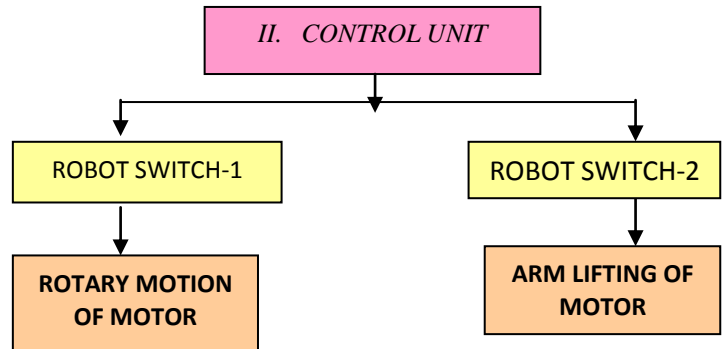 II. CONTROL UNIT
ROBOT SWITCH-1
ROBOT SWITCH-2
ROTARY MOTION
OF MOTOR
ARM LIFTING OF
MOTOR